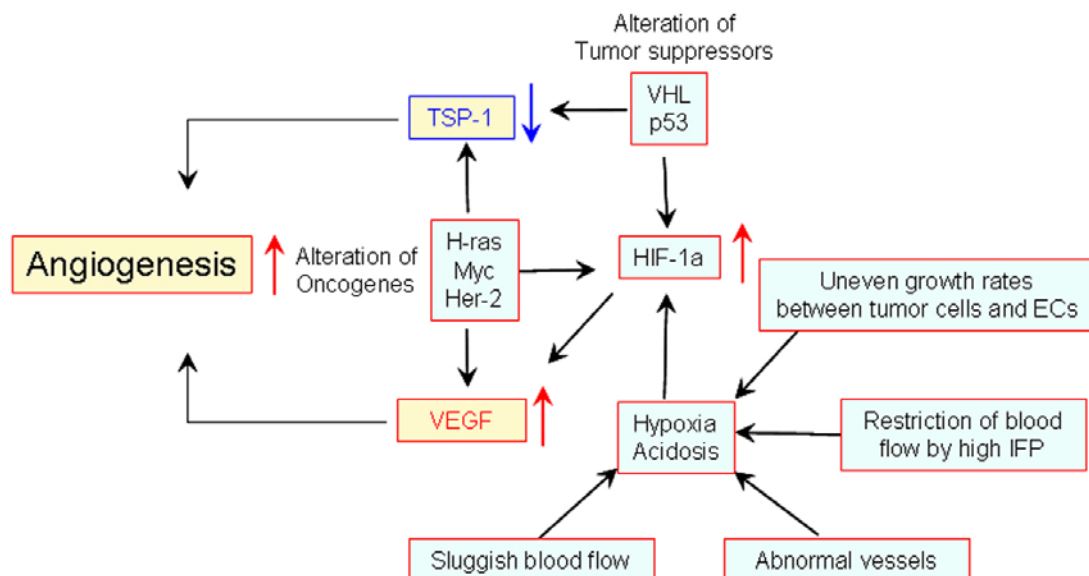 Alteration of
Tumor suppressors
VHL
p53
TSP-1
Angiogenesis
Alteration of
Oncogenes
H-ras
Myc
Her-2
HIF-1a
Uneven growth rates
between tumor cells and ECs
VEGF
Hypoxia
Acidosis
Restriction of blood
flow by high IFP
Sluggish blood flow
Abnormal vessels